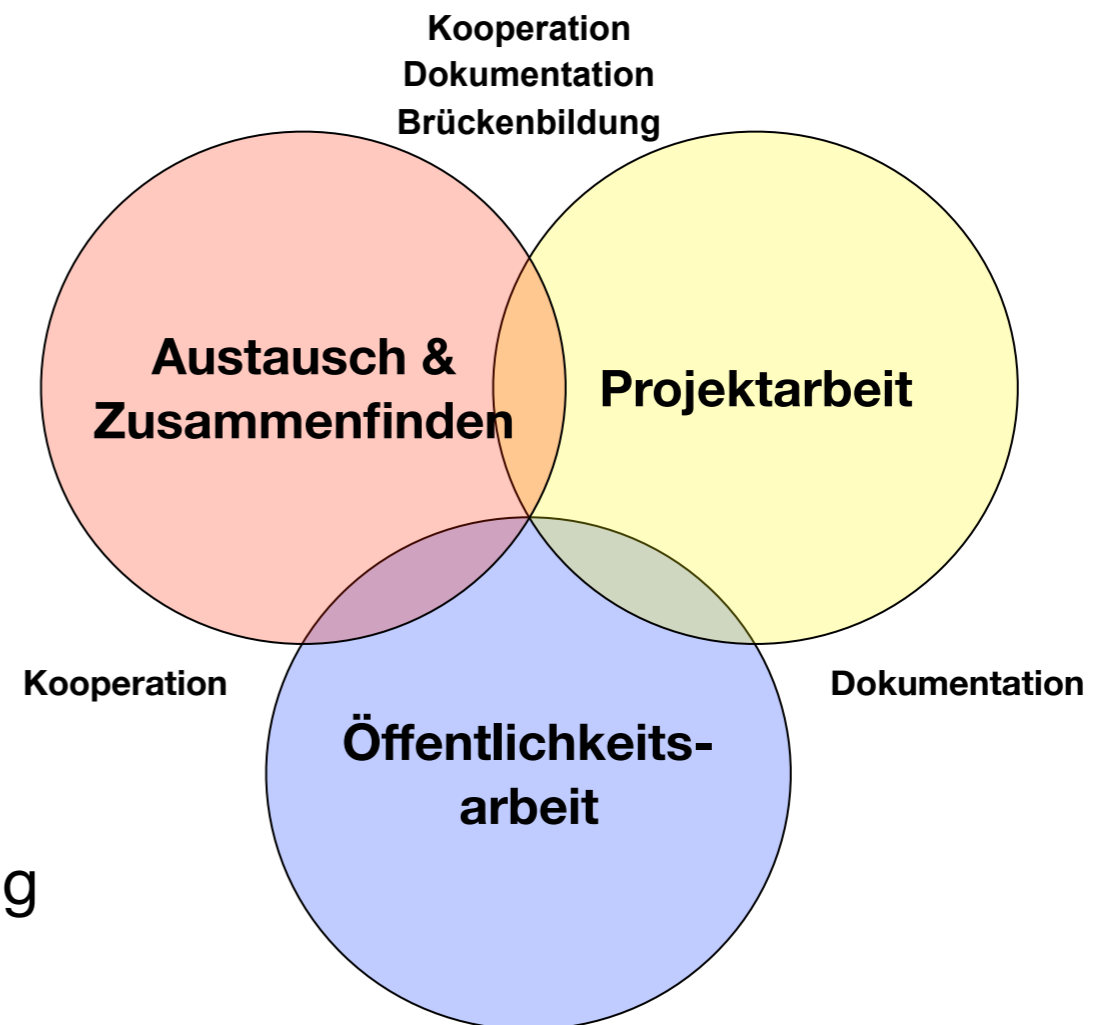 Kooperation
Dokumentation
Brückenbildung
Austausch &
Zusammenfinden
Projektarbeit
Kooperation
Dokumentation
Öffentlichkeits-
arbeit
g